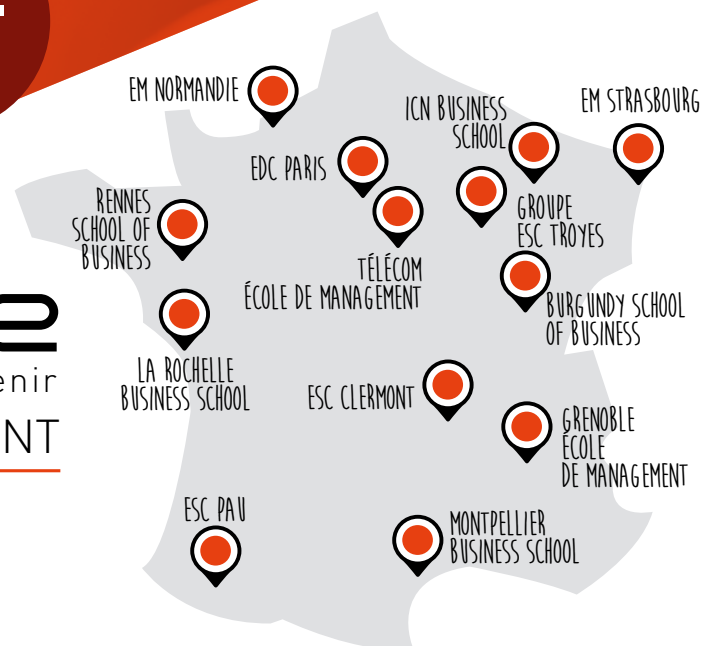 EM NORMANDIE
ICN BUSINESS
SCHOOL
EM STRASBOURG
EDC PARIS
RENNES
SCHOOL OF
BUSINESS
GROUPE
ESC TROYES
TÉLÉCOM
ÉCOLE DE MANAGEMENT
BURGUNDY SCHOOL
OF BUSINESS
enir
NT
LA ROCHELLE
BUSINESS SCHOOL
ESC CLERMONT
GRENOBLE
ÉCOLE
DE MANAGEMENT
ESC PAU
MONTPELLIER
BUSINESS SCHOOL